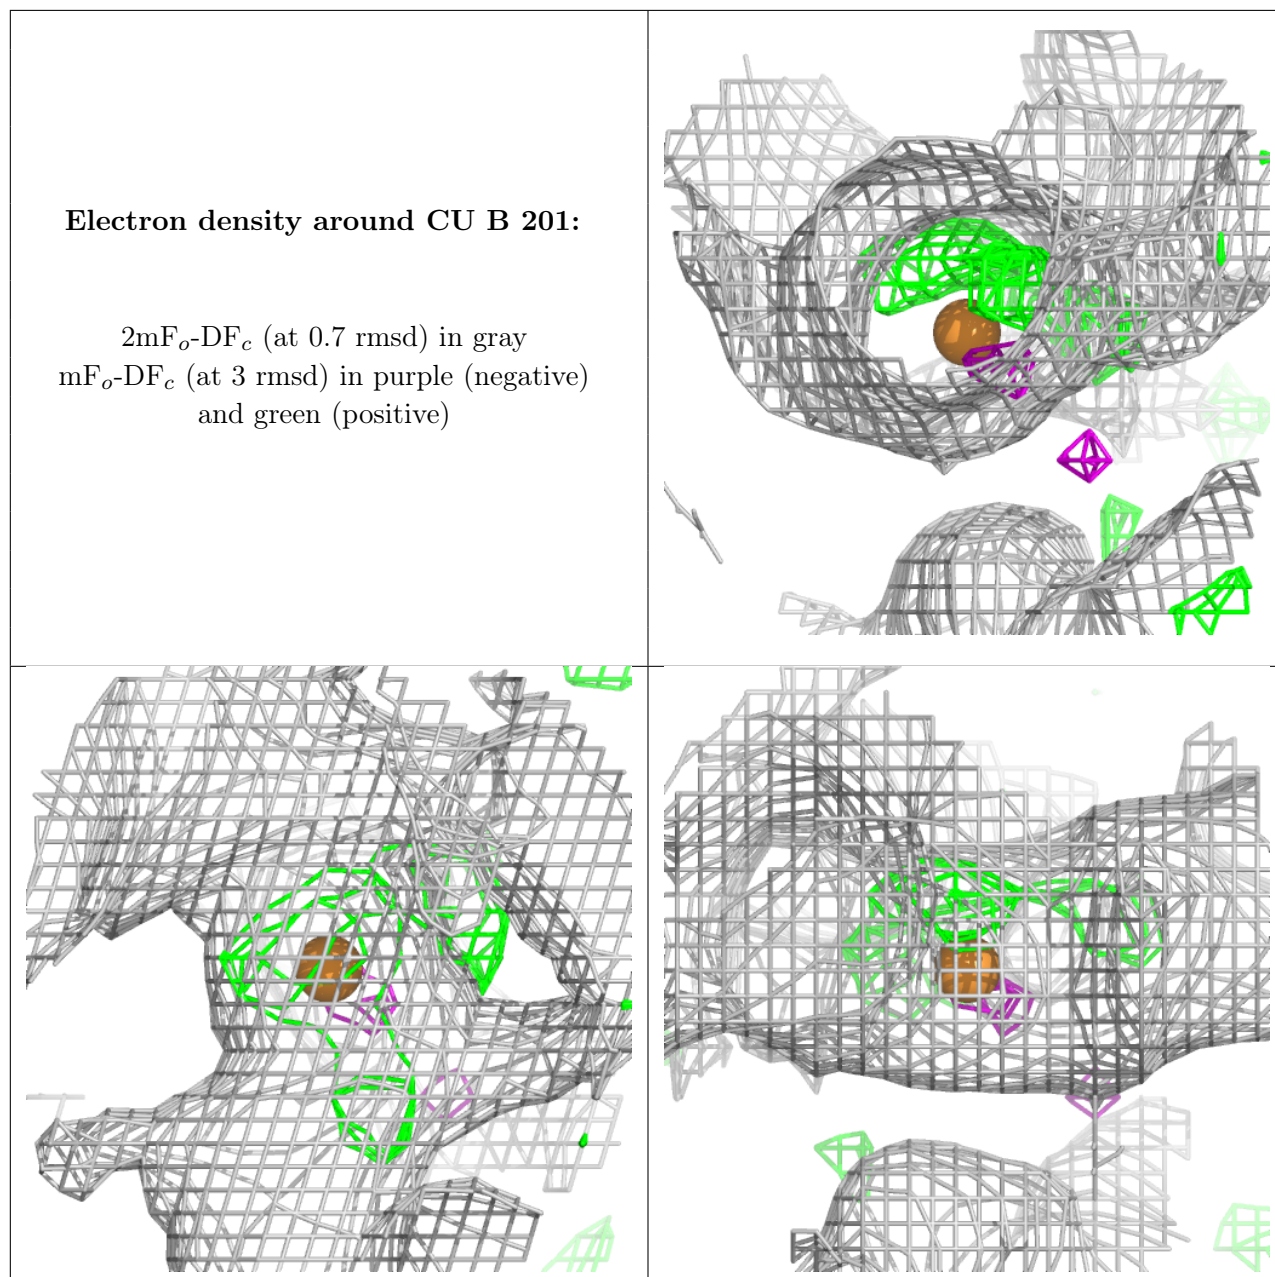 Electron density around CU B 201:
2mFo-DFc (at 0.7 rmsd) in gray
mFo-DFc (at 3 rmsd) in purple (negative)
and green (positive)